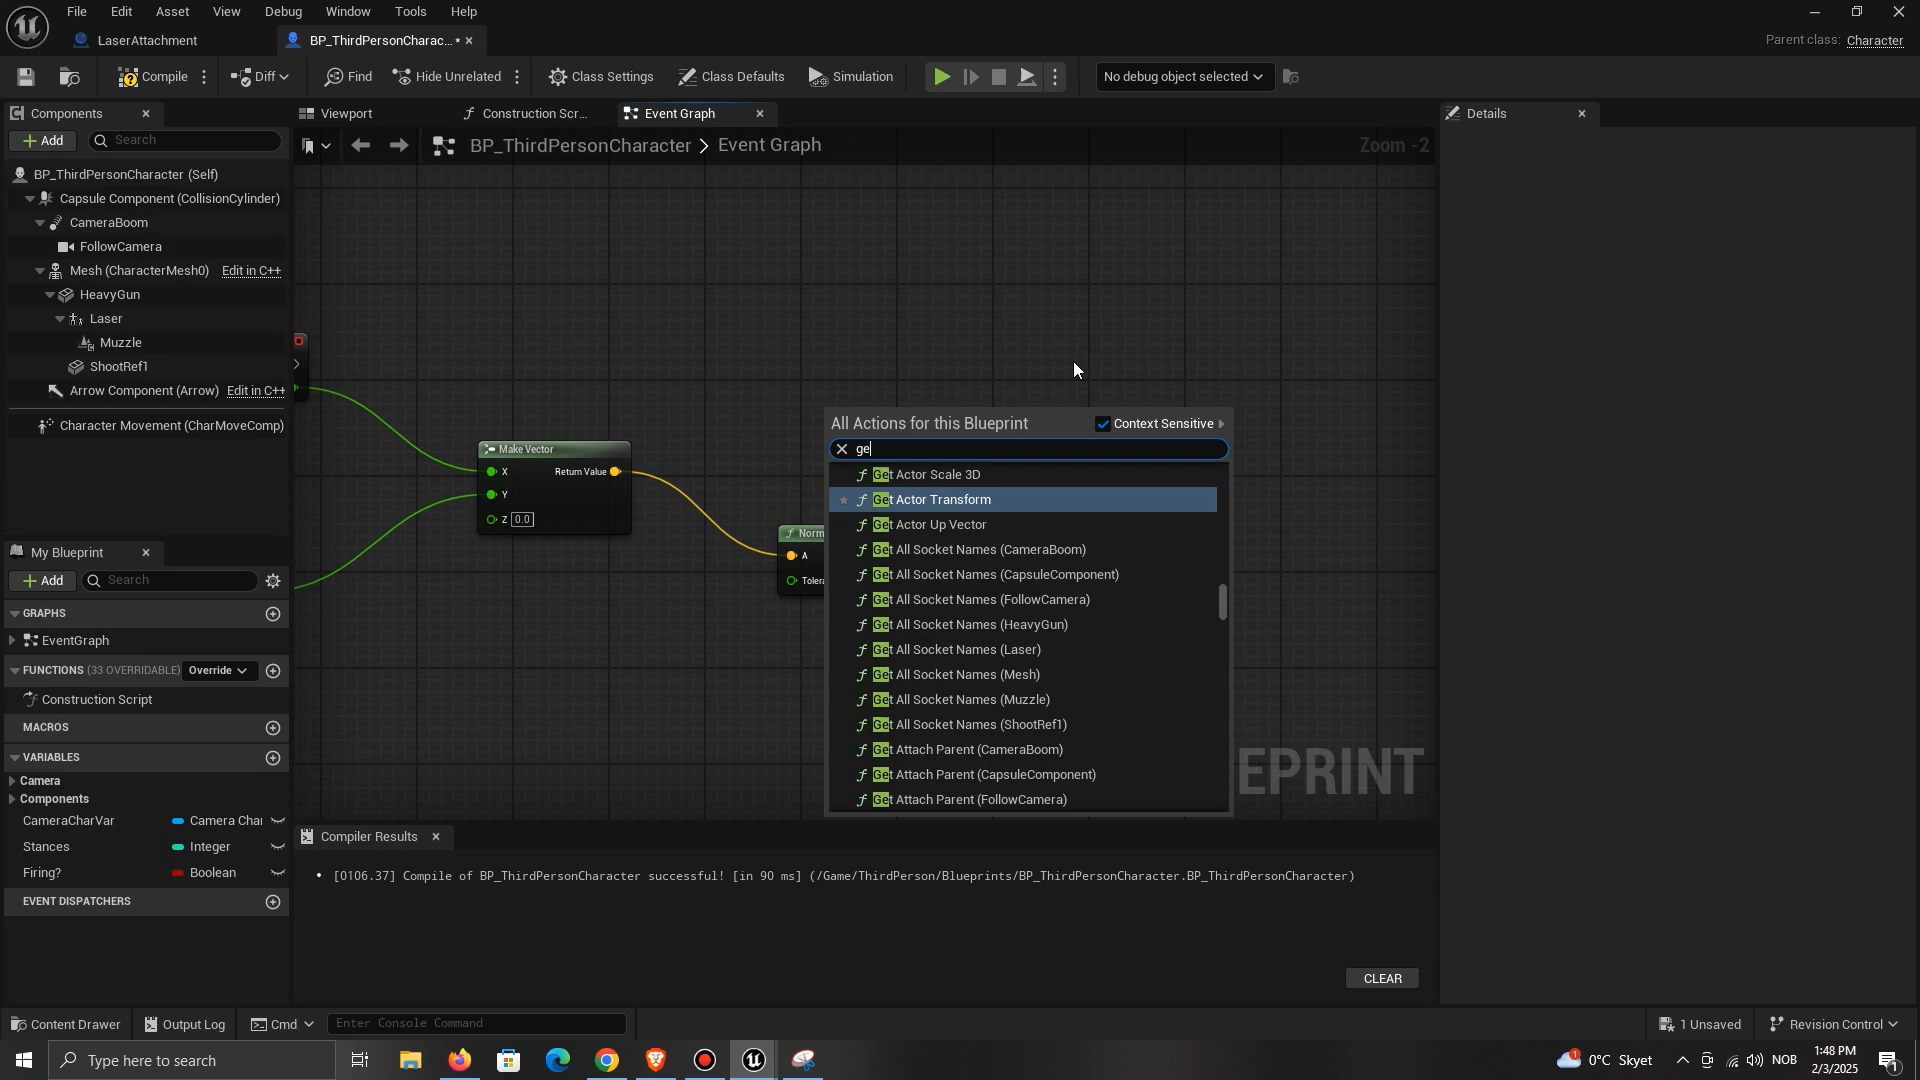 File Edit Asset View Debug Window Tools Help
LaserAttachment
BP_ThirdPersonCharac... *
Parent class: Character
Compile
Diff
Find
Hide Unrelated
Class Settings
Class Defaults
Simulation
No debug object selected
Components
Add
Search
BP_ThirdPersonCharacter (Self)
Capsule Component (CollisionCylinder)
CameraBoom
FollowCamera
Mesh (CharacterMesh0) Edit in C++
HeavyGun
Laser
Muzzle
ShootRef1
Arrow Component (Arrow) Edit in C++
Character Movement (CharMoveComp)
My Blueprint
Add
Search
GRAPHS
EventGraph
FUNCTIONS (33 OVERRIDABLE) Override
Construction Script
MACROS
VARIABLES
Camera
Components
CameraCharVar Camera Char
Stances Integer
Firing? Boolean
EVENT DISPATCHERS
Viewport
Construction Scr...
Event Graph
BP_ThirdPersonCharacter > Event Graph
Zoom -2
Make Vector
X Return Value
Y
Z 0.0
Norm
A
Tolera
All Actions for this Blueprint Context Sensitive
ge
Get Actor Scale 3D
Get Actor Transform
Get Actor Up Vector
Get All Socket Names (CameraBoom)
Get All Socket Names (CapsuleComponent)
Get All Socket Names (FollowCamera)
Get All Socket Names (HeavyGun)
Get All Socket Names (Laser)
Get All Socket Names (Mesh)
Get All Socket Names (Muzzle)
Get All Socket Names (ShootRef1)
Get Attach Parent (CameraBoom)
Get Attach Parent (CapsuleComponent)
Get Attach Parent (FollowCamera)
EPRINT
Compiler Results
[0106.37] Compile of BP_ThirdPersonCharacter successful! [in 90 ms] (/Game/ThirdPerson/Blueprints/BP_ThirdPersonCharacter.BP_ThirdPersonCharacter)
CLEAR
Details
Content Drawer
Output Log
Cmd
Enter Console Command
1 Unsaved
Revision Control
Type here to search
1
0°C Skyet
NOB
1:48 PM
2/3/2025
1